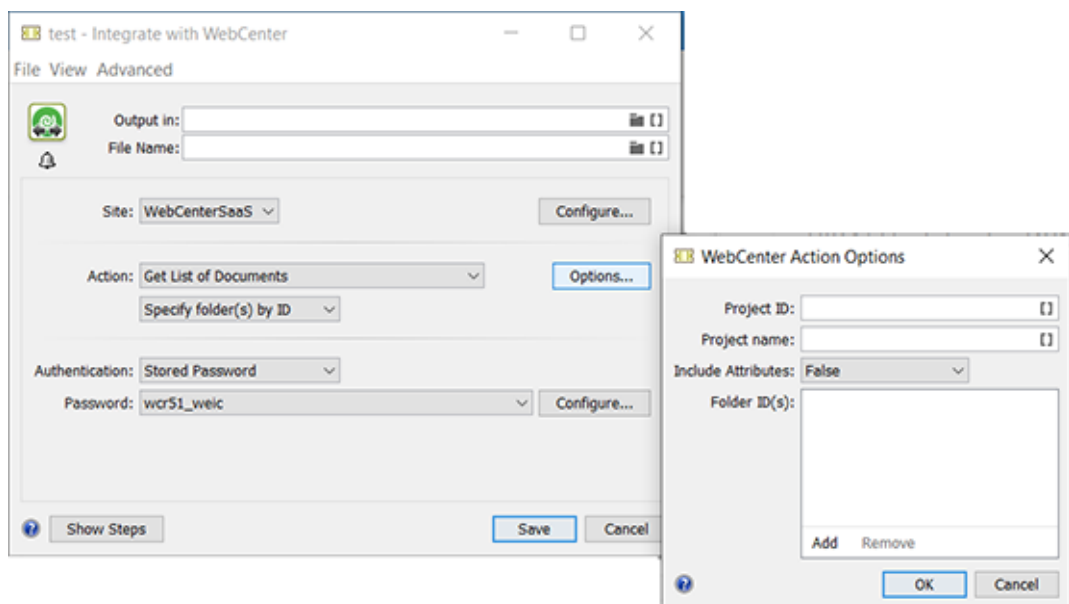 test - Integrate with WebCenter
File View Advanced
Output in:
File Name:
Site: WebCenterSaaS Configure...
Action: Get List of Documents Options...
Specify folder(s) by ID
Authentication: Stored Password
Password: wcr51_weic Configure...
Show Steps Save Cancel
WebCenter Action Options
Project ID:
Project name:
Include Attributes: False
Folder ID(s):
Add Remove
OK Cancel